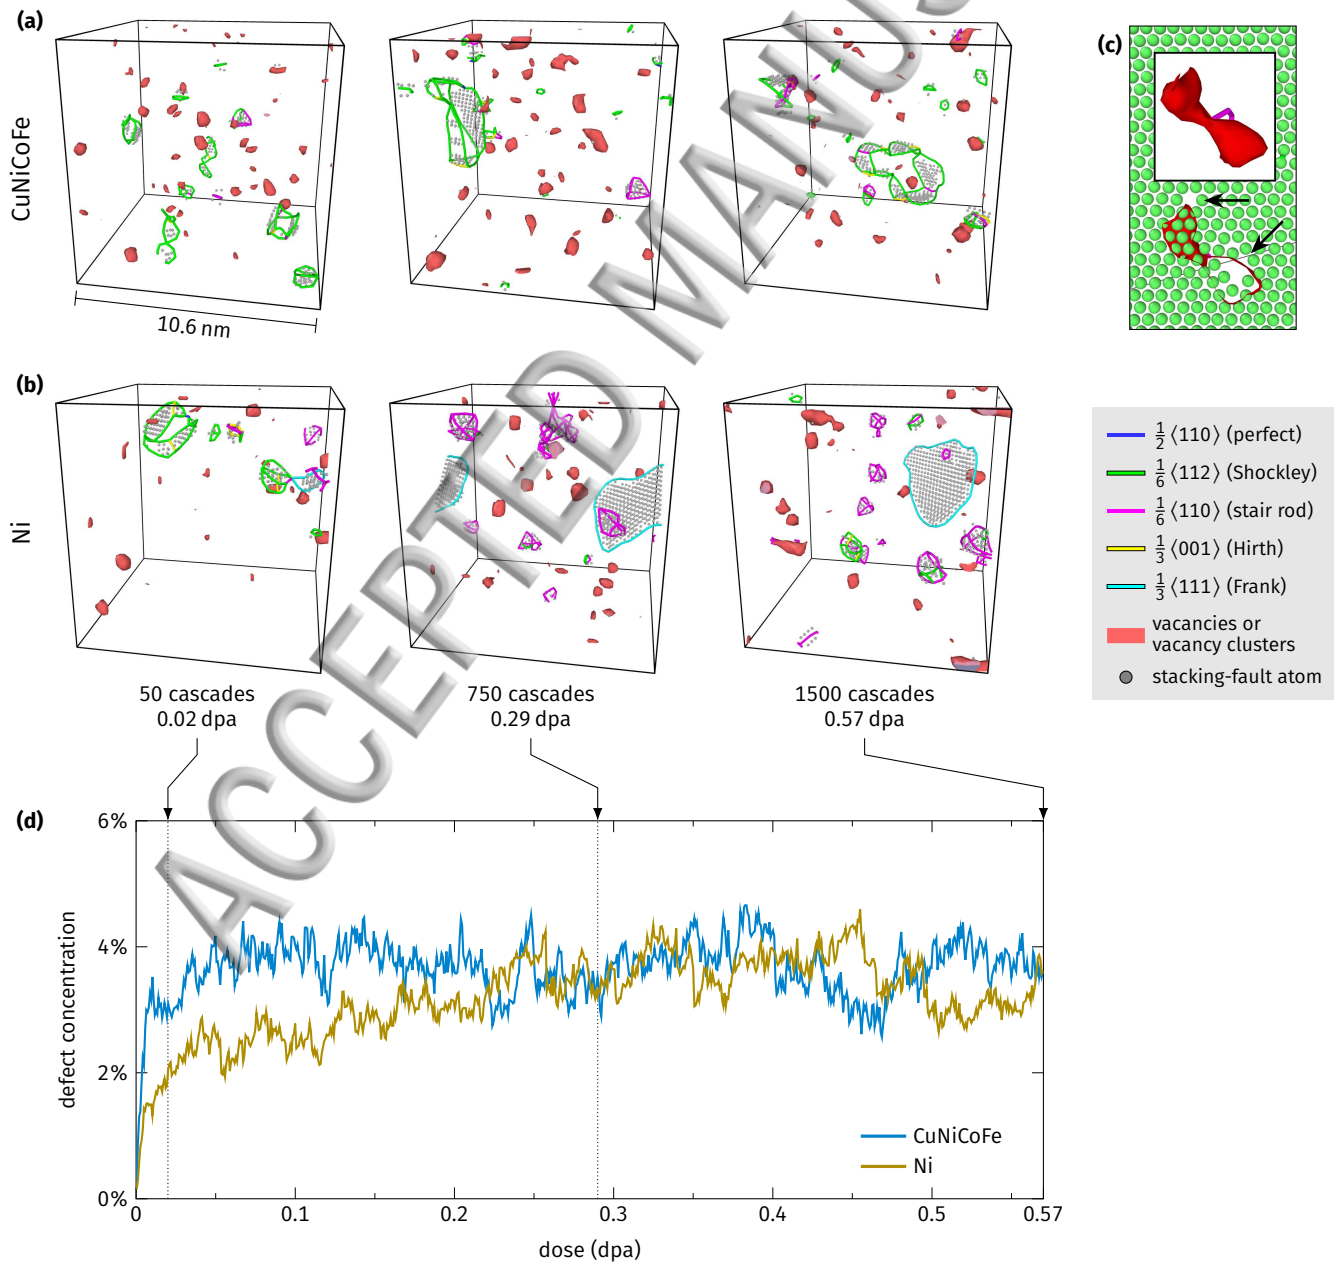 (a)
CuNiCoFe
10.6 nm
(b)
Ni
50 cascades
0.02 dpa
750 cascades
0.29 dpa
1500 cascades
0.57 dpa
(c)
1/2 ⟨110⟩ (perfect)
1/6 ⟨112⟩ (Shockley)
1/6 ⟨110⟩ (stair rod)
1/3 ⟨001⟩ (Hirth)
1/3 ⟨111⟩ (Frank)
vacancies or
vacancy clusters
stacking-fault atom
(d)
defect concentration
6%
4%
2%
0%
0
0.1
0.2
0.3
0.4
0.5
0.57
dose (dpa)
CuNiCoFe
Ni
ACCEPTED MANUS